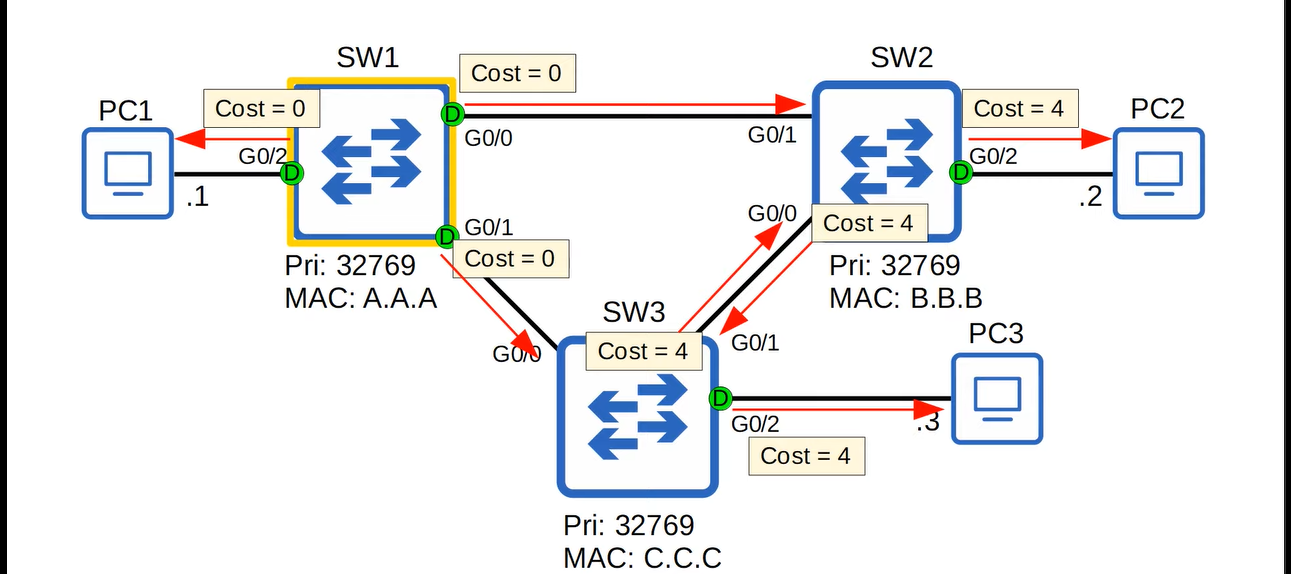 SW1
SW2
Cost = 0
Cost = 0
Cost = 4
PC1
PC2
D
G0/0
G0/1
G0/2
D
D
G0/2
.1
.2
G0/1
D
G0/0
Cost = 4
Cost = 0
Pri: 32769
MAC: A.A.A
Pri: 32769
MAC: B.B.B
SW3
PC3
G0/0
Cost = 4
G0/1
D
G0/2
.3
Cost = 4
Pri: 32769
MAC: C.C.C